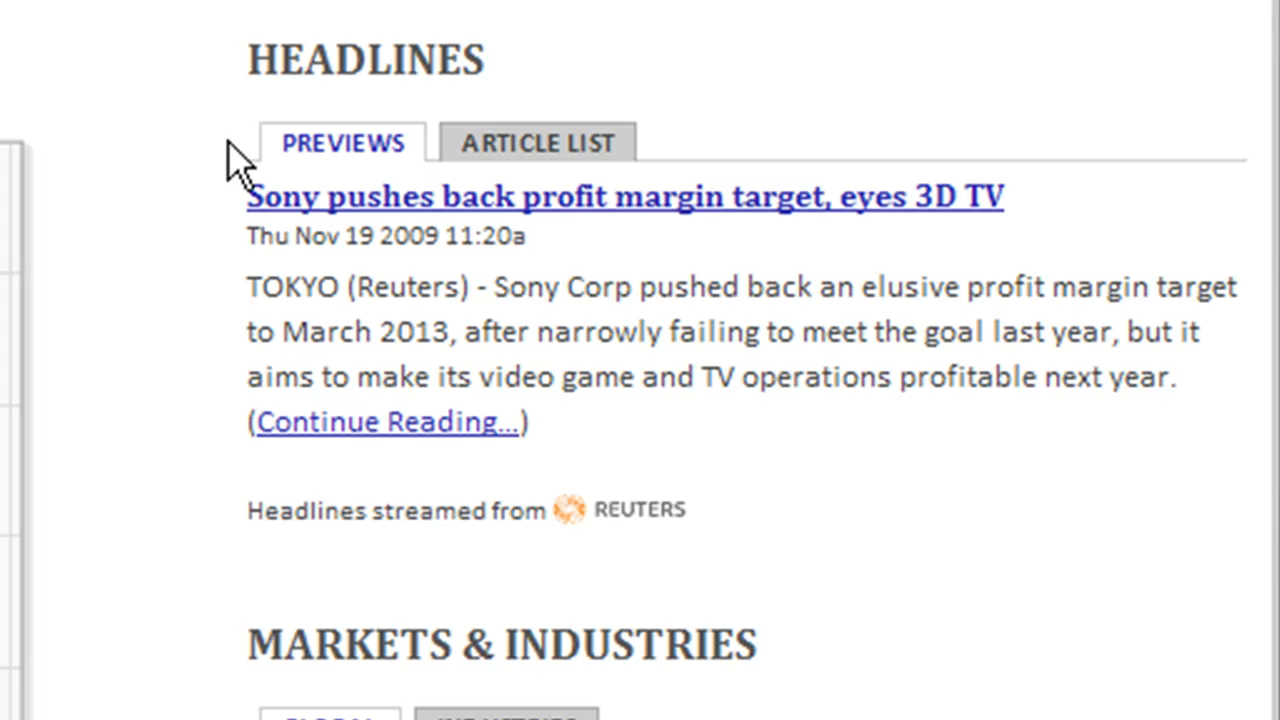 HEADLINES
PREVIEWS
ARTICLE LIST
Sony pushes back profit margin target, eyes 3D TV
Thu Nov 19 2009 11:20a
TOKYO (Reuters) - Sony Corp pushed back an elusive profit margin target
to March 2013, after narrowly failing to meet the goal last year, but it
aims to make its video game and TV operations profitable next year.
(Continue Reading...)
Headlines streamed from REUTERS
MARKETS & INDUSTRIES